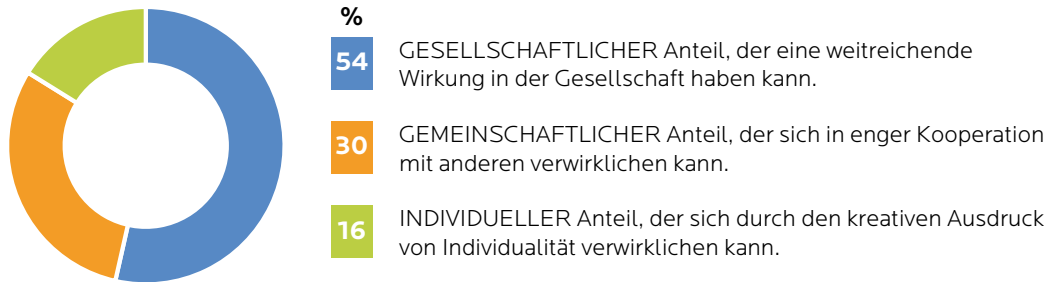 %
54 GESELLSCHAFTLICHER Anteil, der eine weitreichende
Wirkung in der Gesellschaft haben kann.
30 GEMEINSCHAFTLICHER Anteil, der sich in enger Kooperation
mit anderen verwirklichen kann.
16 INDIVIDUELLER Anteil, der sich durch den kreativen Ausdruck
von Individualität verwirklichen kann.